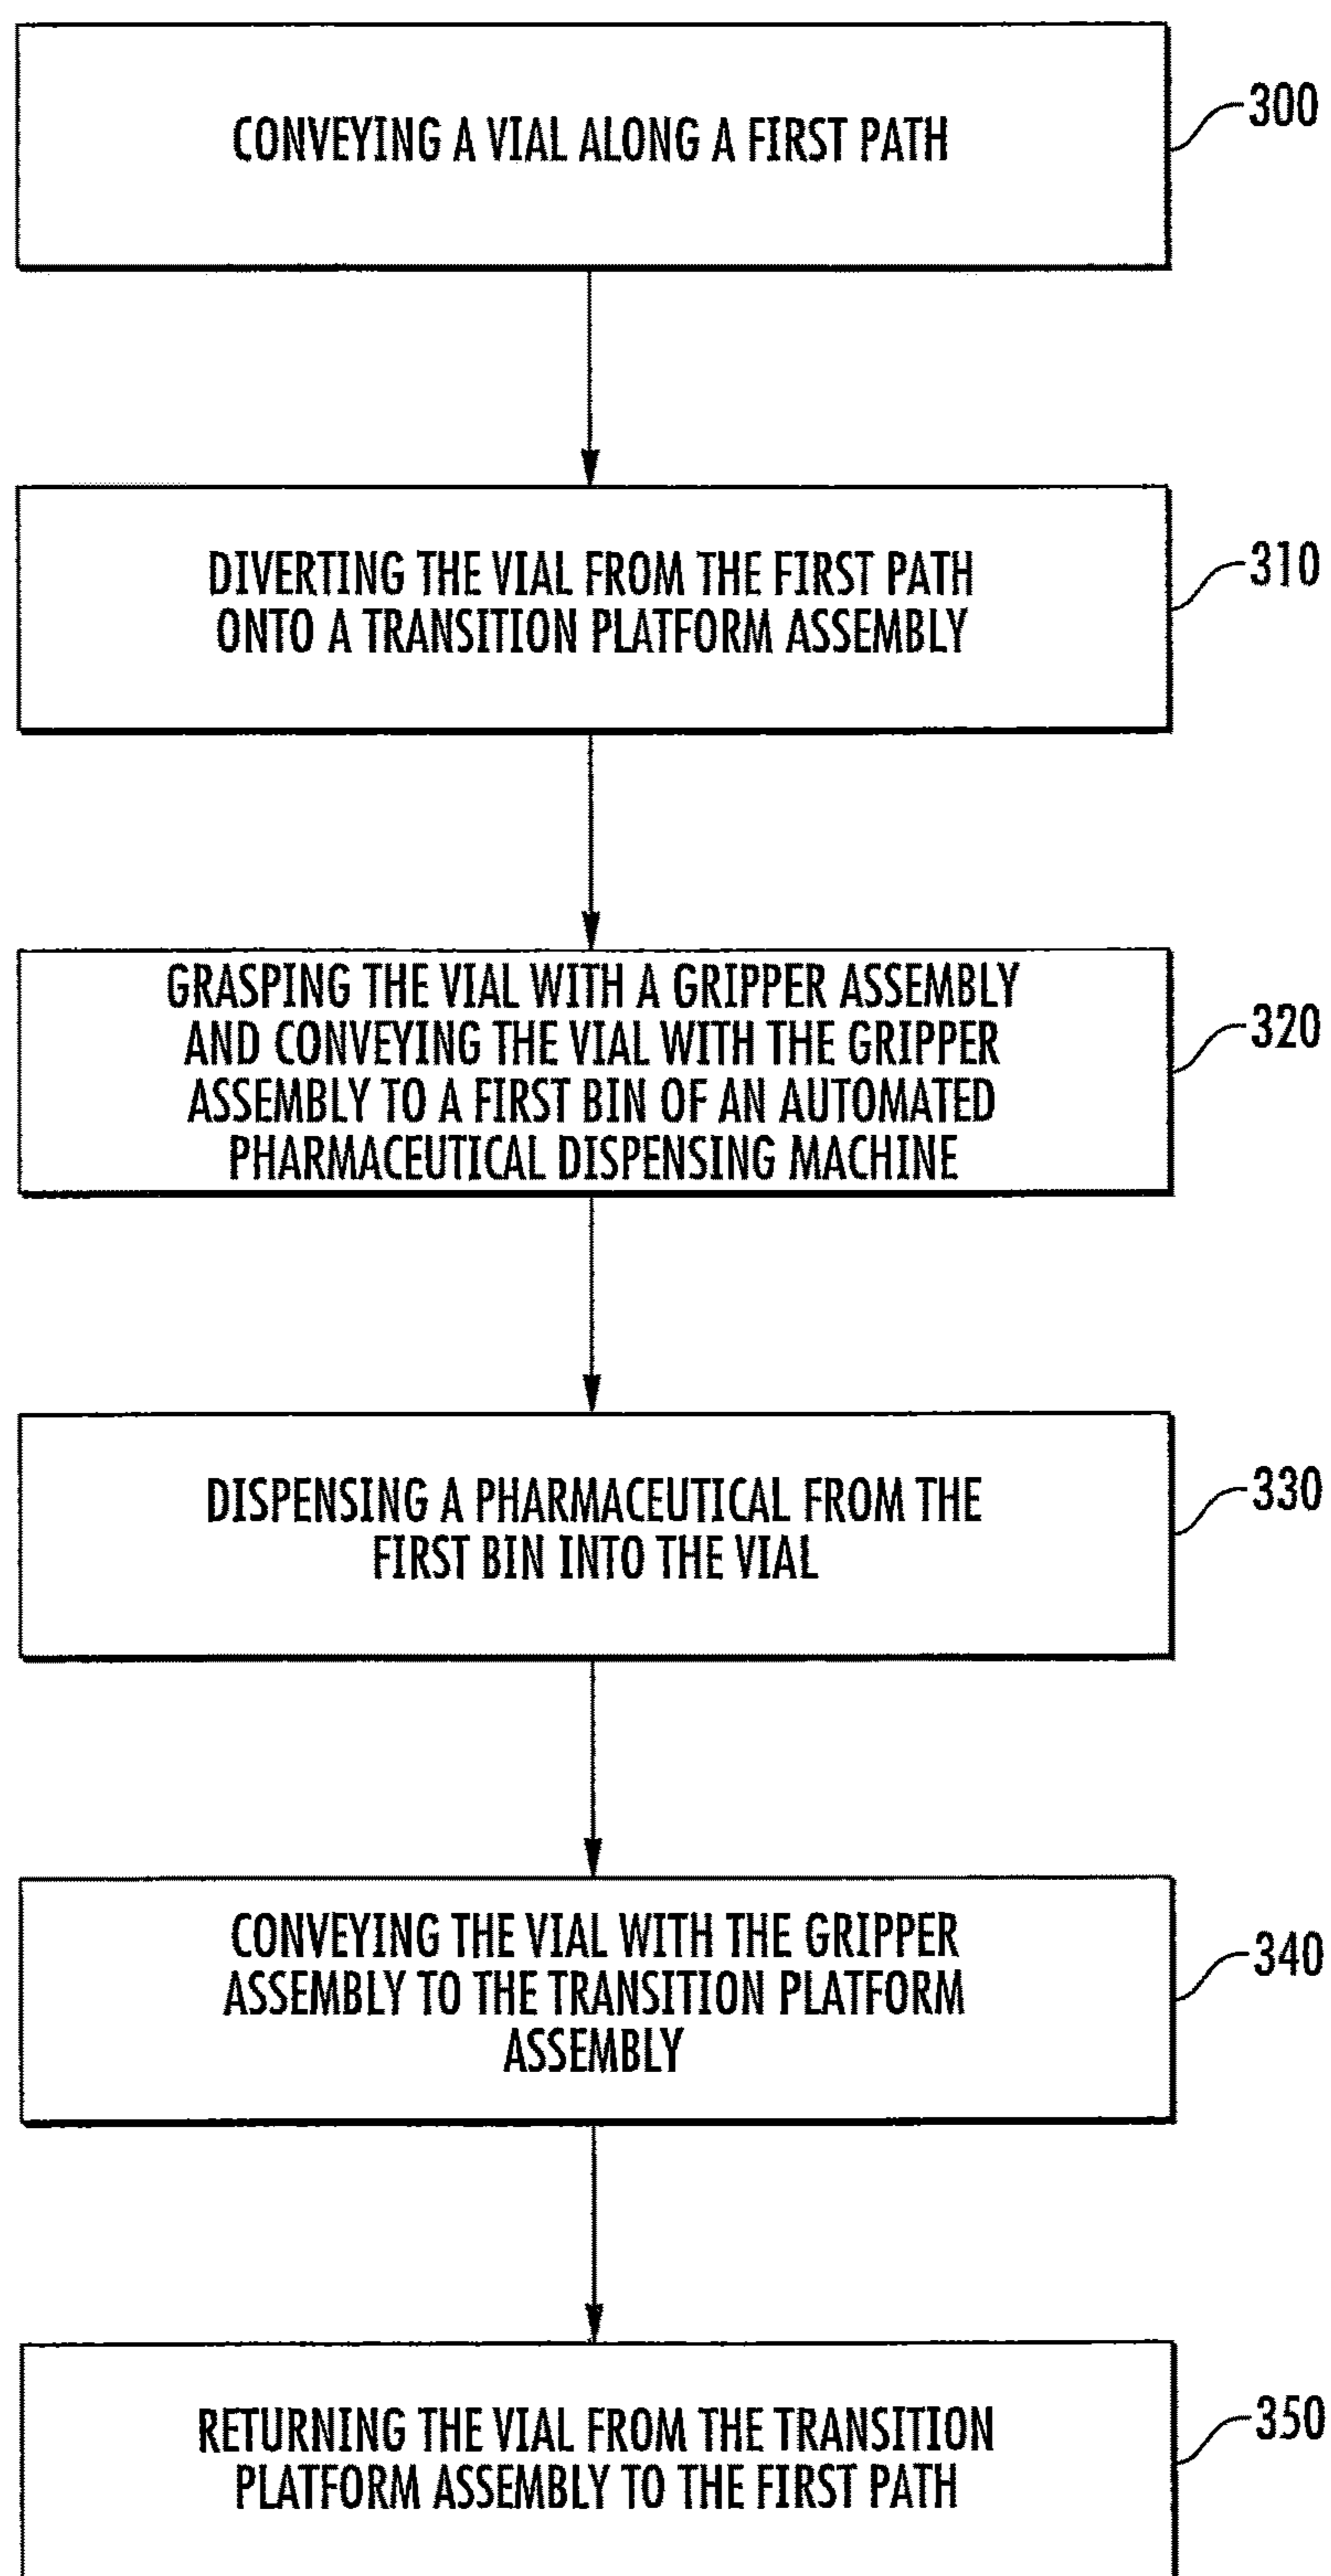 CONVEYING A VIAL ALONG A FIRST PATH
300
DIVERTING THE VIAL FROM THE FIRST PATH
ONTO A TRANSITION PLATFORM ASSEMBLY
310
GRASPING THE VIAL WITH A GRIPPER ASSEMBLY
AND CONVEYING THE VIAL WITH THE GRIPPER
ASSEMBLY TO A FIRST BIN OF AN AUTOMATED
PHARMACEUTICAL DISPENSING MACHINE
320
DISPENSING A PHARMACEUTICAL FROM THE
FIRST BIN INTO THE VIAL
330
CONVEYING THE VIAL WITH THE GRIPPER
ASSEMBLY TO THE TRANSITION PLATFORM
ASSEMBLY
340
RETURNING THE VIAL FROM THE TRANSITION
PLATFORM ASSEMBLY TO THE FIRST PATH
350